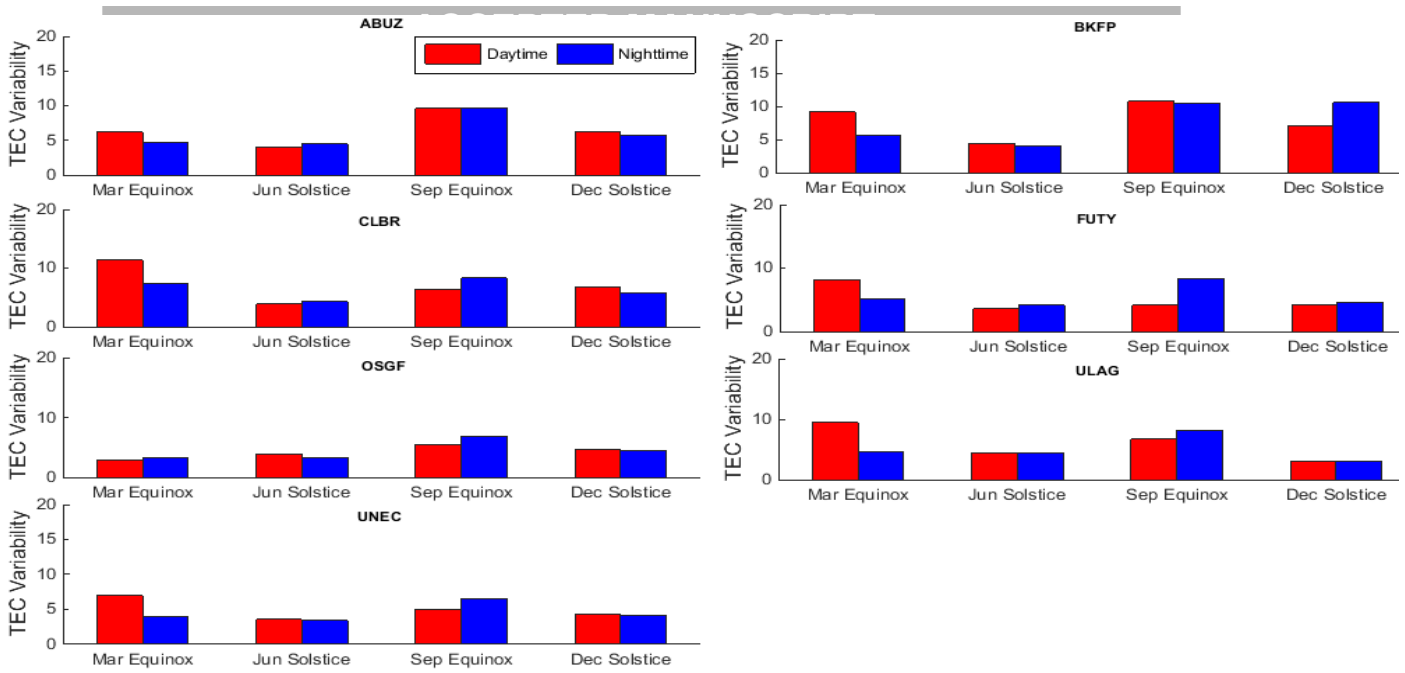 ABUZ
TEC Variability
20
15
10
5
0
Daytime Nighttime
Mar Equinox Jun Solstice Sep Equinox Dec Solstice
BKFP
TEC Variability
20
15
10
5
0
Mar Equinox Jun Solstice Sep Equinox Dec Solstice
CLBR
TEC Variability
20
10
0
Mar Equinox Jun Solstice Sep Equinox Dec Solstice
FUTY
TEC Variability
20
10
0
Mar Equinox Jun Solstice Sep Equinox Dec Solstice
OSGF
TEC Variability
20
10
0
Mar Equinox Jun Solstice Sep Equinox Dec Solstice
ULAG
TEC Variability
20
10
0
Mar Equinox Jun Solstice Sep Equinox Dec Solstice
UNEC
TEC Variability
20
15
10
5
0
Mar Equinox Jun Solstice Sep Equinox Dec Solstice